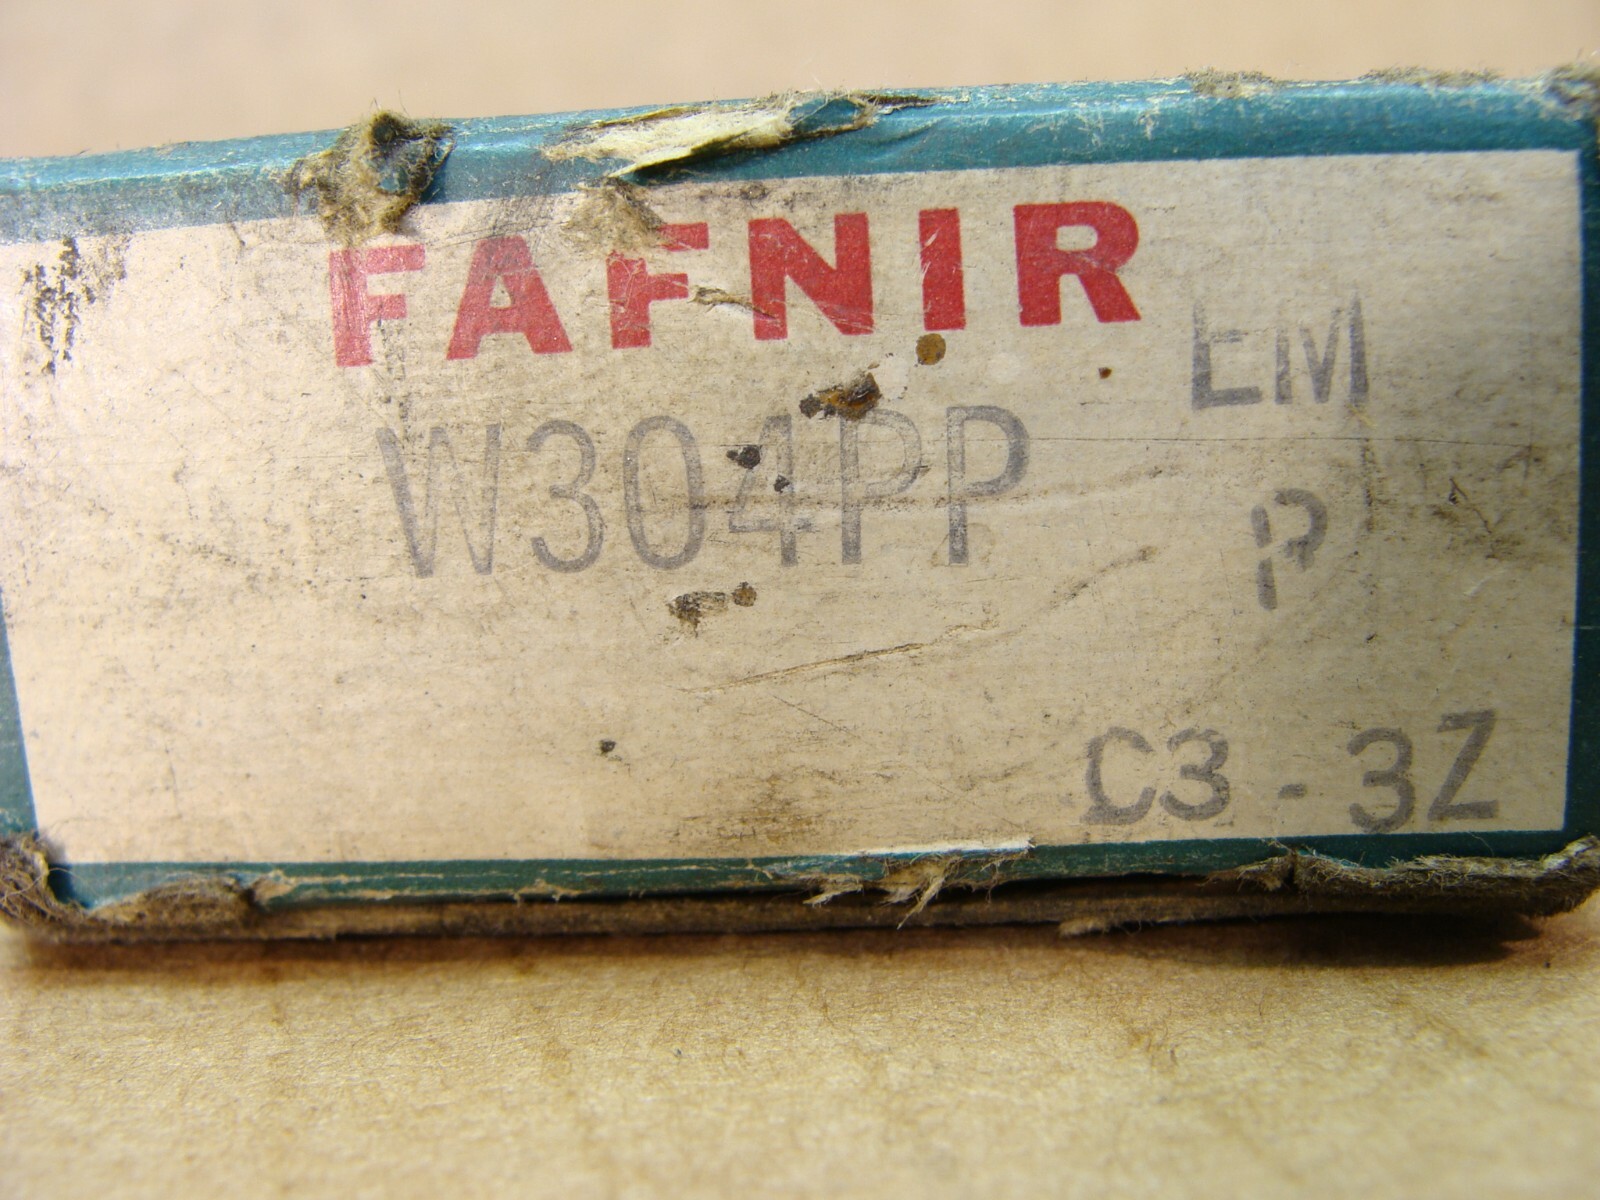 FAFNIR
EM
W304PP
P
C3-3Z